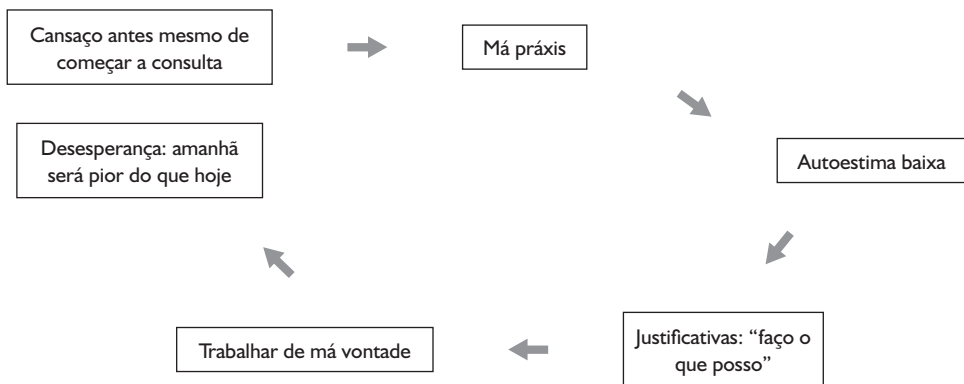 Cansaço antes mesmo de
começar a consulta
Má práxis
Autoestima baixa
Justificativas: “faço o
que posso”
Trabalhar de má vontade
Desesperança: amanhã
será pior do que hoje